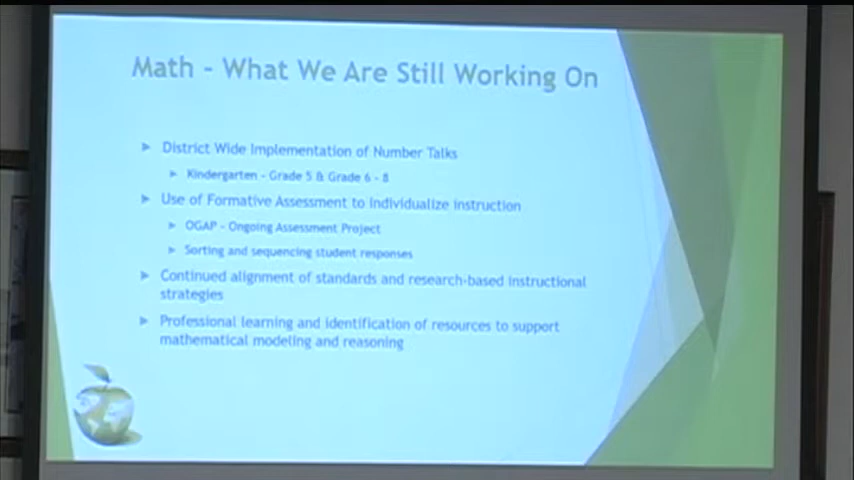 Math - What We Are Still Working On
District Wide Implementation of Number Talks
Kindergarten - Grade 5 & Grade 6 - 8
Use of Formative Assessment to Individualize Instruction
OGAP - Ongoing Assessment Project
Sorting and sequencing student responses
Continued alignment of standards and research-based instructional
strategies
Professional learning and identification of resources to support
mathematical modeling and reasoning